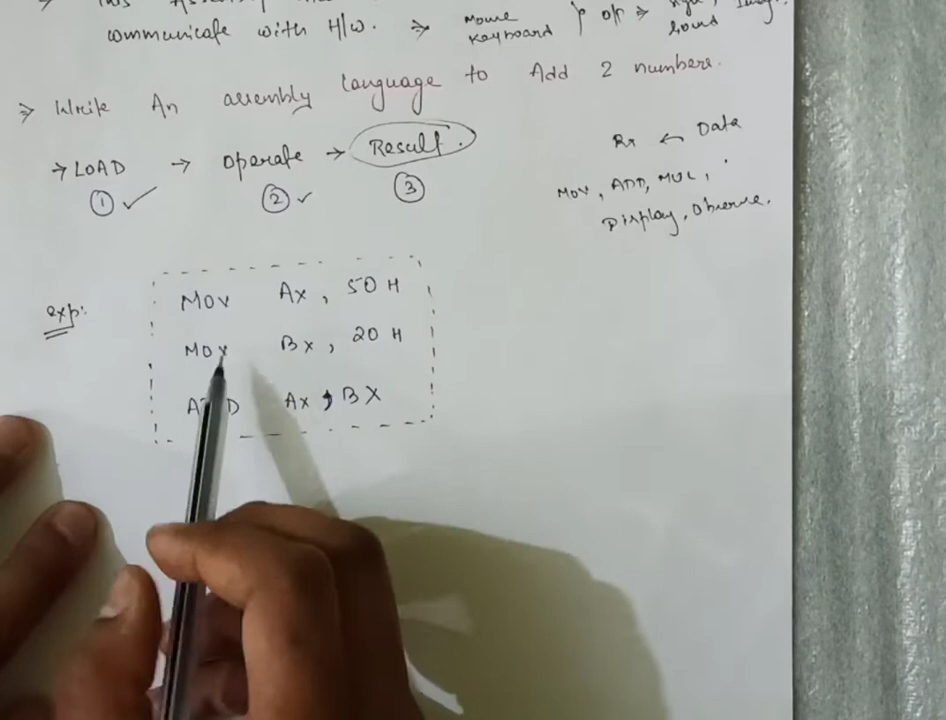 communicate with H/W. ⇒ Mouse
Keyboard } O/P ⇒
sound
⇒ Write An assembly language to Add 2 numbers.
→ LOAD → Operate → Result.
① ✓ ② ✓ ③
Rx ← Data
MOV, ADD, MUL,
Display, Observe.
exp:
MOV AX, 50 H
MOV BX, 20 H
ADD AX, BX